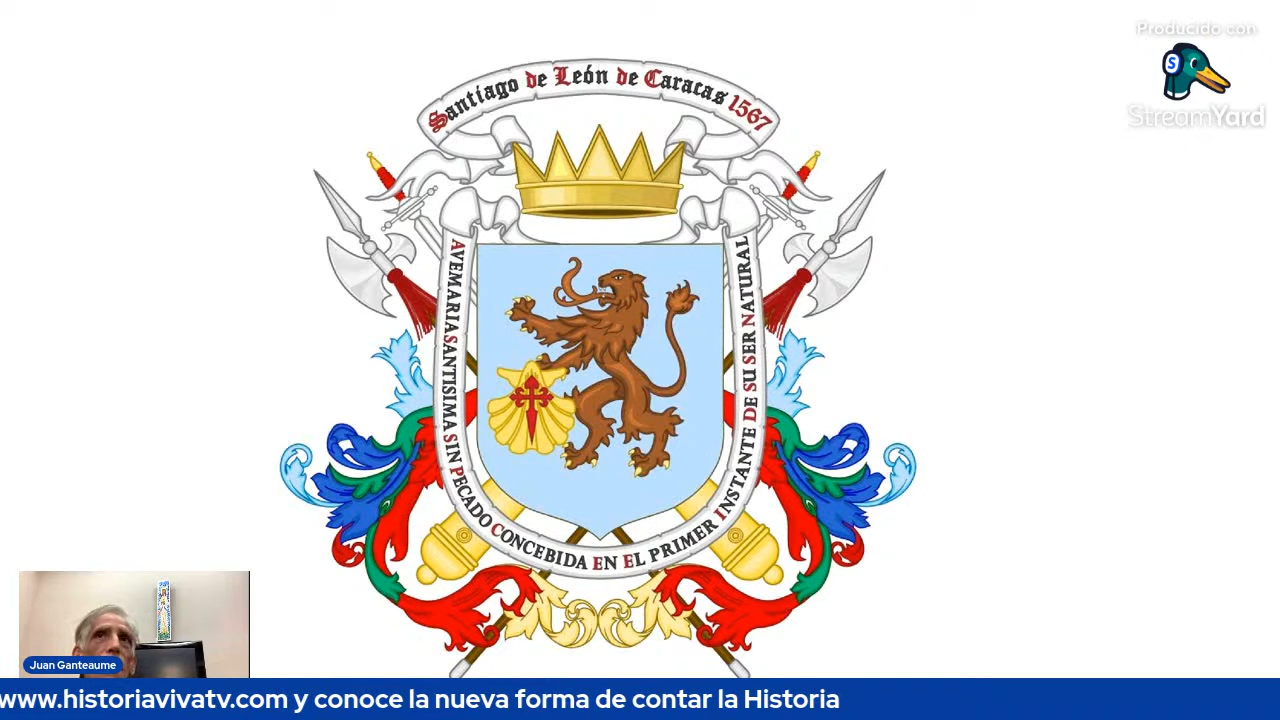 Producido con
S
StreamYard
Santiago de León de Caracas 1567
AVEMARIA SANTISIMA SIN PECADO CONCEBIDA EN EL PRIMER INSTANTE DE SU SER NATURAL
Juan Ganteaume
www.historiavivatv.com y conoce la nueva forma de contar la Historia